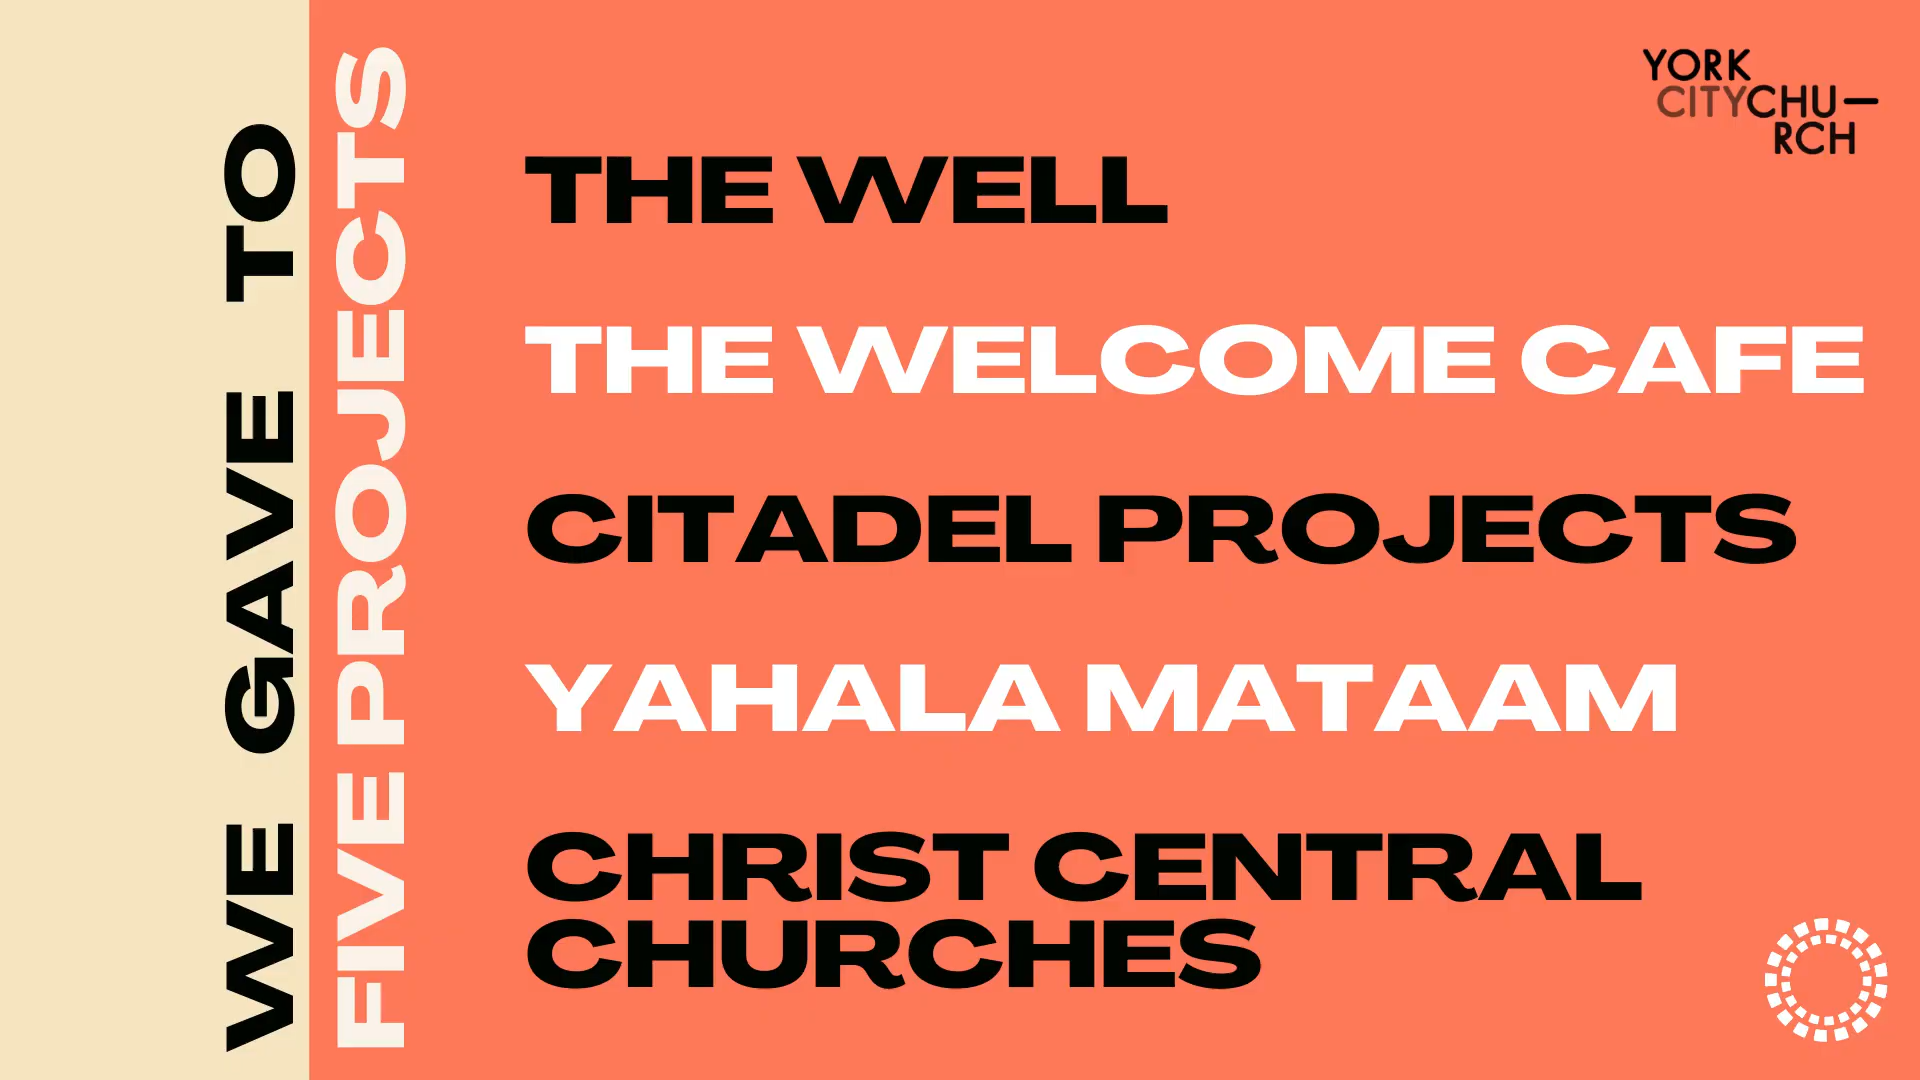 WE GAVE TO
FIVE PROJECTS
YORK
CITYCHU—
RCH
THE WELL
THE WELCOME CAFE
CITADEL PROJECTS
YAHALA MATAAM
CHRIST CENTRAL
CHURCHES